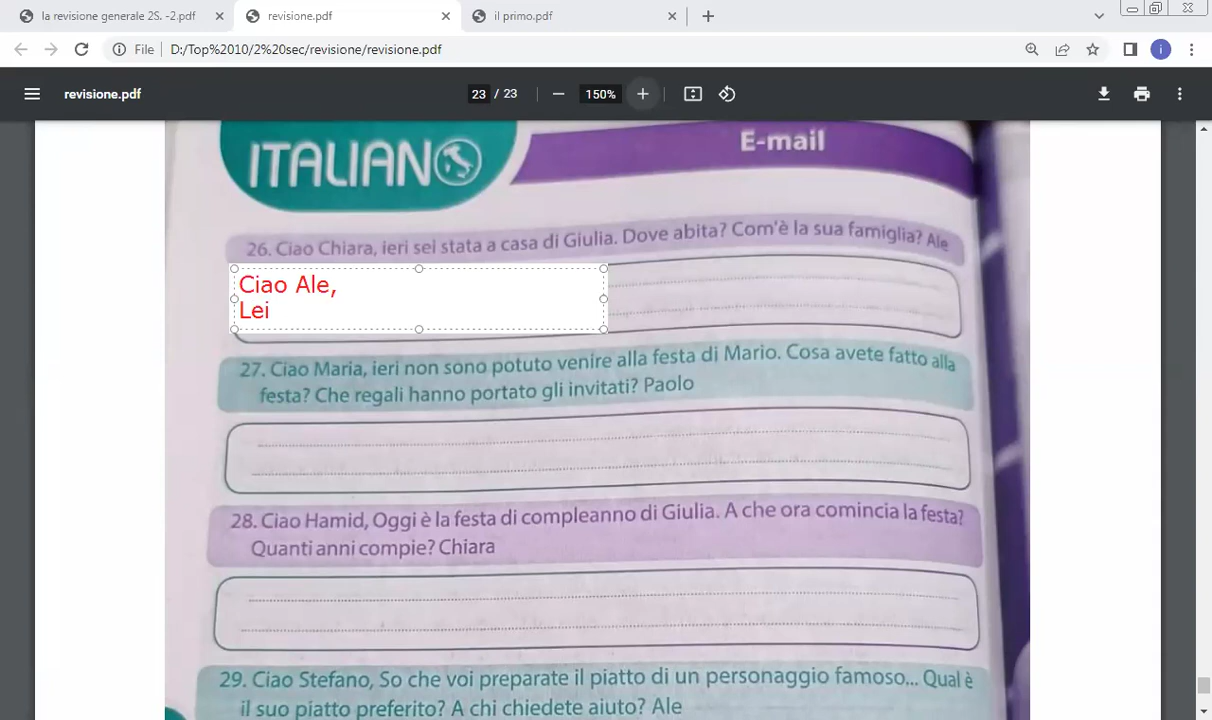 la revisione generale 2S. -2.pdf
revisione.pdf
il primo.pdf
File
D:/Top%2010/2%20sec/revisione/revisione.pdf
i
revisione.pdf
23 / 23
150%
ITALIANO
E-mail
26. Ciao Chiara, ieri sei stata a casa di Giulia. Dove abita? Com'è la sua famiglia? Ale
Ciao Ale,
Lei
27. Ciao Maria, ieri non sono potuto venire alla festa di Mario. Cosa avete fatto alla
festa? Che regali hanno portato gli invitati? Paolo
28. Ciao Hamid, Oggi è la festa di compleanno di Giulia. A che ora comincia la festa?
Quanti anni compie? Chiara
29. Ciao Stefano, So che voi preparate il piatto di un personaggio famoso... Qual è
il suo piatto preferito? A chi chiedete aiuto? Ale